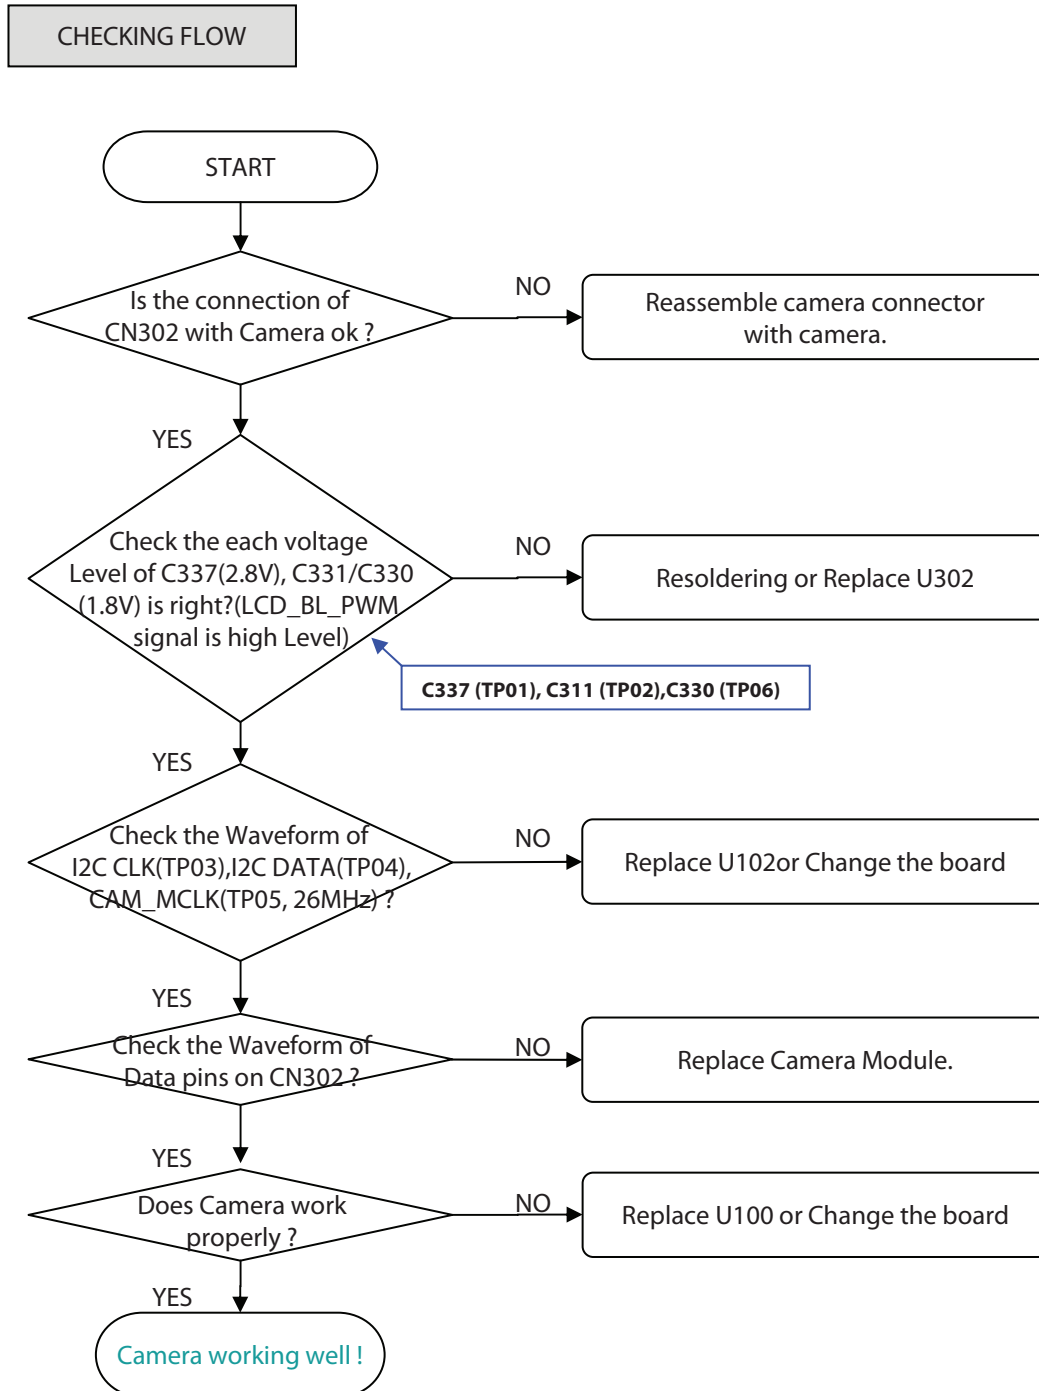 CHECKING FLOW
START
Is the connection of
CN302 with Camera ok ?
NO
Reassemble camera connector
with camera.
YES
Check the each voltage
Level of C337(2.8V), C331/C330
(1.8V) is right?(LCD_BL_PWM
signal is high Level)
NO
Resoldering or Replace U302
C337 (TP01), C311 (TP02),C330 (TP06)
YES
Check the Waveform of
I2C CLK(TP03),I2C DATA(TP04),
CAM_MCLK(TP05, 26MHz) ?
NO
Replace U102or Change the board
YES
Check the Waveform of
Data pins on CN302 ?
NO
Replace Camera Module.
YES
Does Camera work
properly ?
NO
Replace U100 or Change the board
YES
Camera working well !